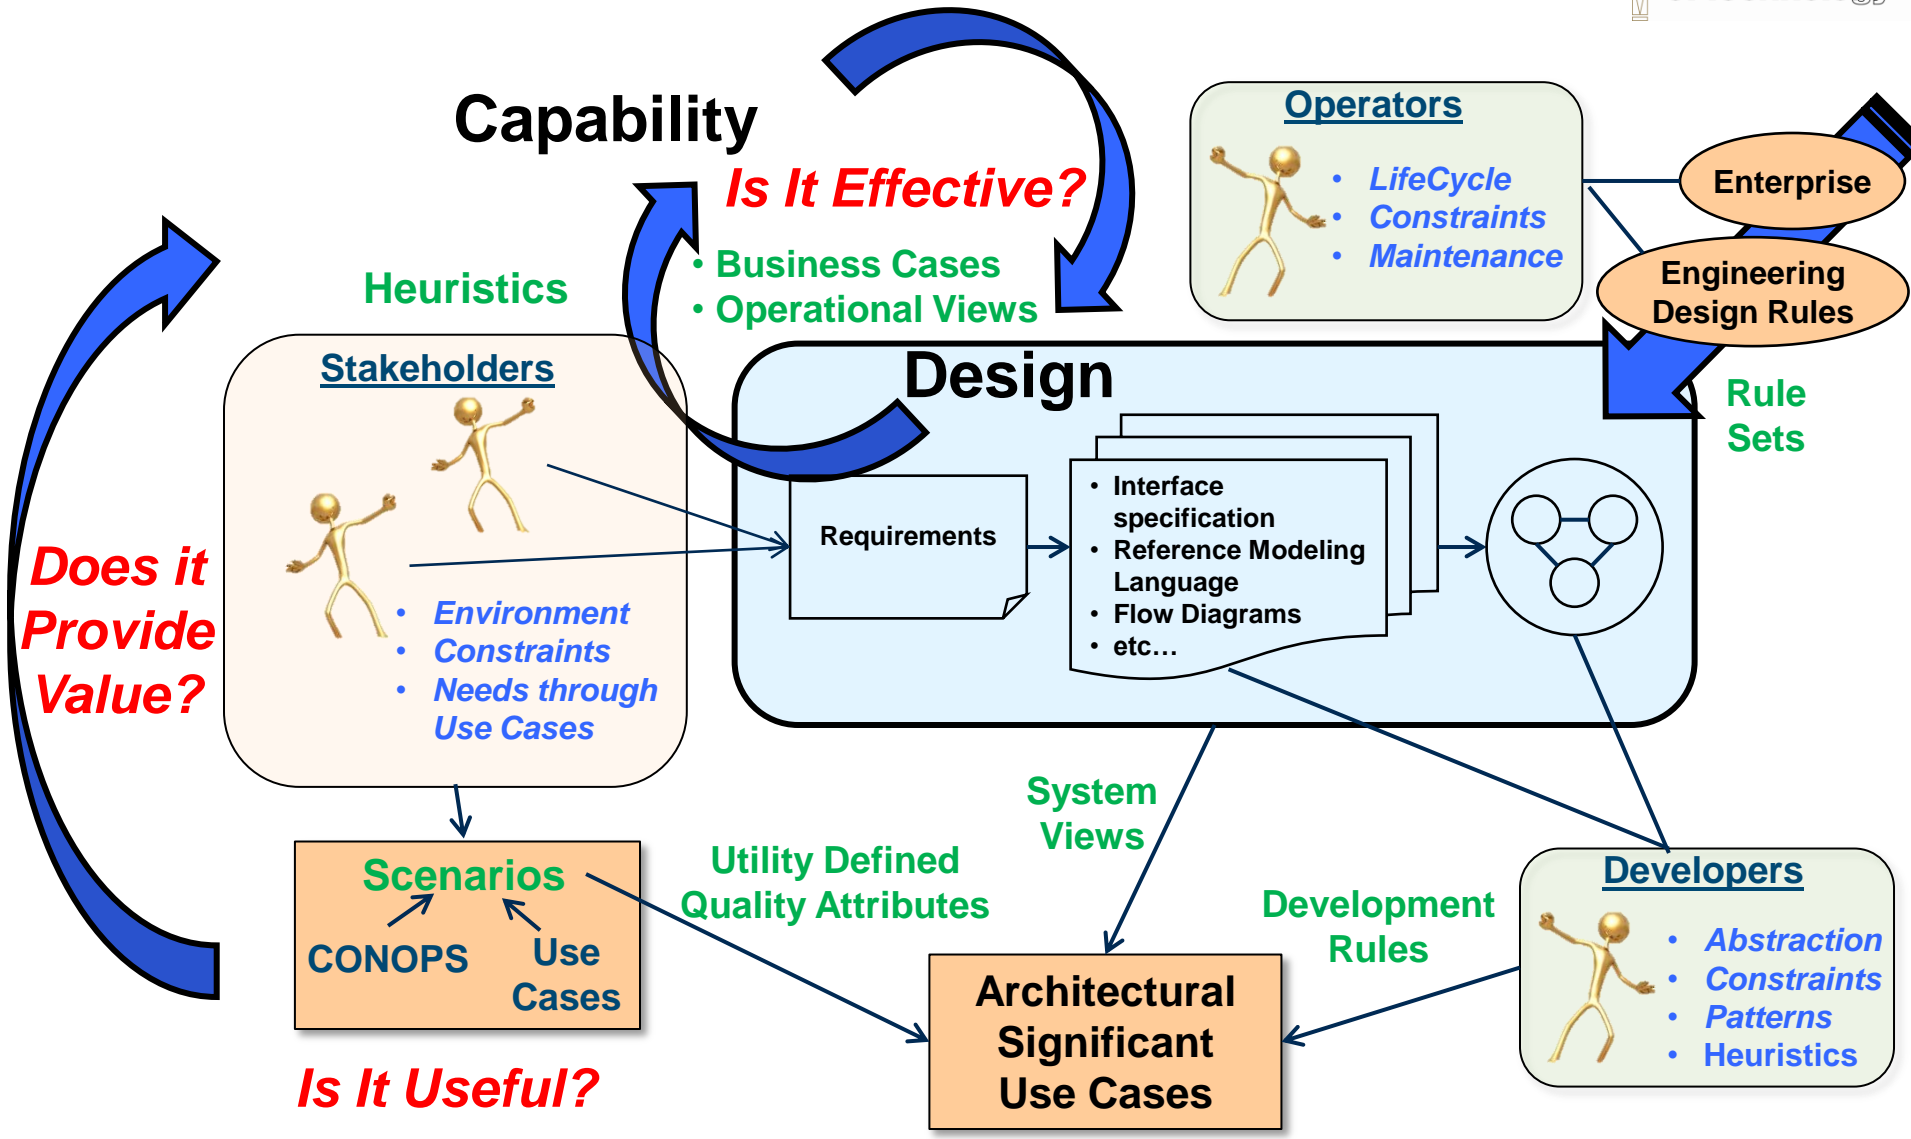 Capability
Is It Effective?
• Business Cases
• Operational Views
Operators
• LifeCycle
• Constraints
• Maintenance
Enterprise
Engineering
Design Rules
Rule
Sets
Heuristics
Stakeholders
• Environment
• Constraints
• Needs through
Use Cases
Does it
Provide
Value?
Design
Requirements
• Interface
specification
• Reference Modeling
Language
• Flow Diagrams
• etc…
System
Views
Utility Defined
Quality Attributes
Scenarios
CONOPS
Use
Cases
Is It Useful?
Architectural
Significant
Use Cases
Development
Rules
Developers
• Abstraction
• Constraints
• Patterns
• Heuristics